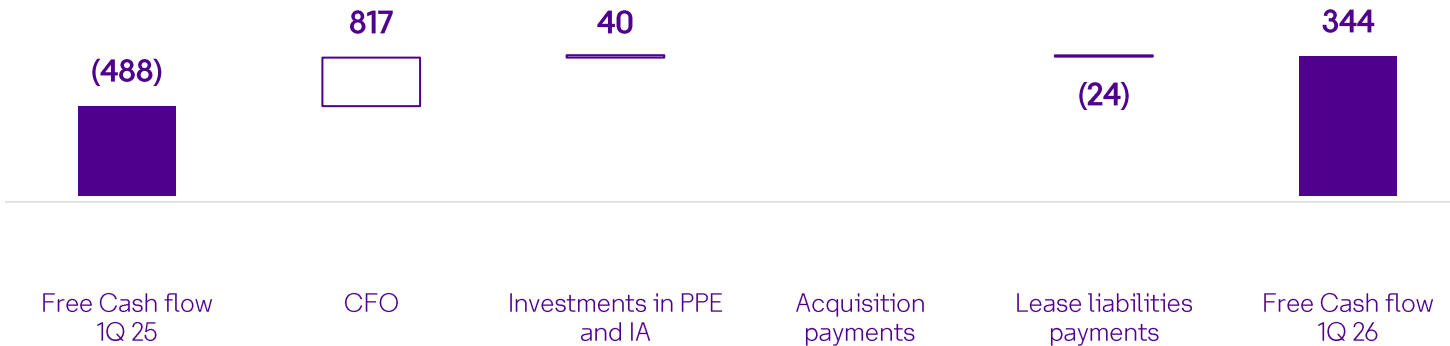 817
40
344
(488)
(24)
Free Cash flow
1Q 25
CFO
Investments in PPE
and IA
Acquisition
payments
Lease liabilities
payments
Free Cash flow
1Q 26